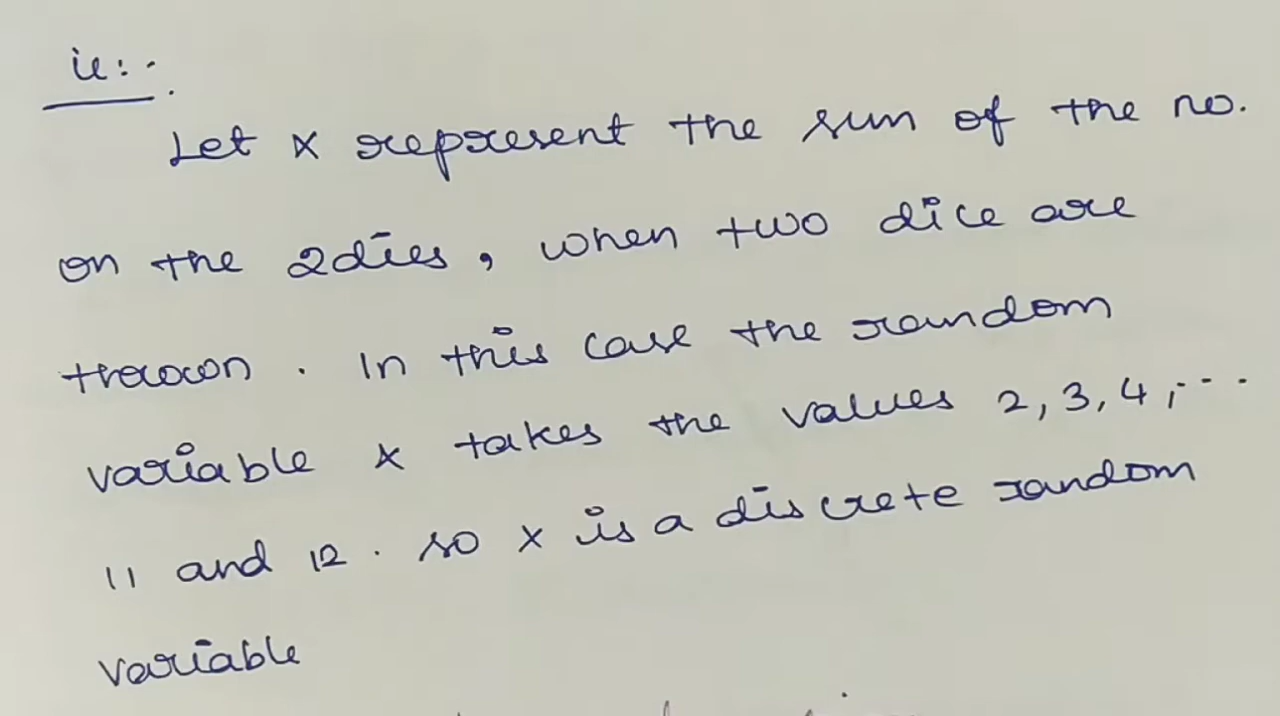 ie:-
Let x represent the sum of the no.
on the 2dies, when two dice are
thrown. In this case the random
variable x takes the values 2, 3, 4, ...
11 and 12. so x is a discrete random
variable